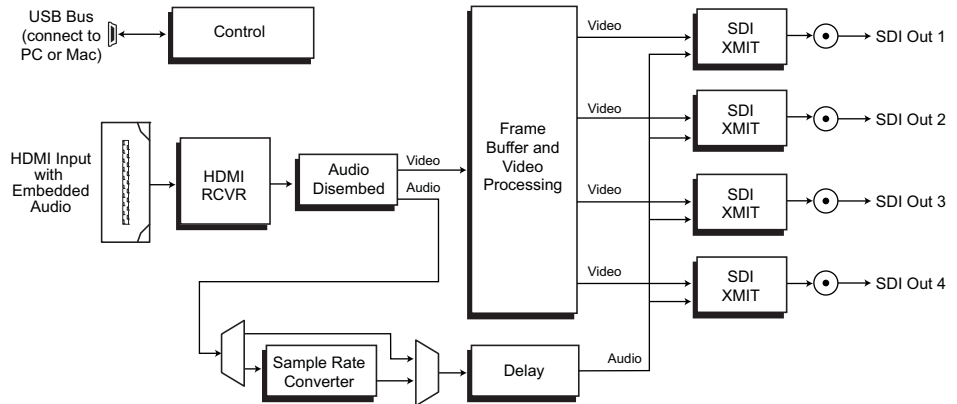 USB Bus
(connect to
PC or Mac)
Control
HDMI Input
with
Embedded
Audio
HDMI
RCVR
Audio
Disembed
Video
Audio
Frame
Buffer and
Video
Processing
Video
SDI
XMIT
SDI Out 1
Video
SDI
XMIT
SDI Out 2
Video
SDI
XMIT
SDI Out 3
Video
SDI
XMIT
SDI Out 4
Sample Rate
Converter
Delay
Audio